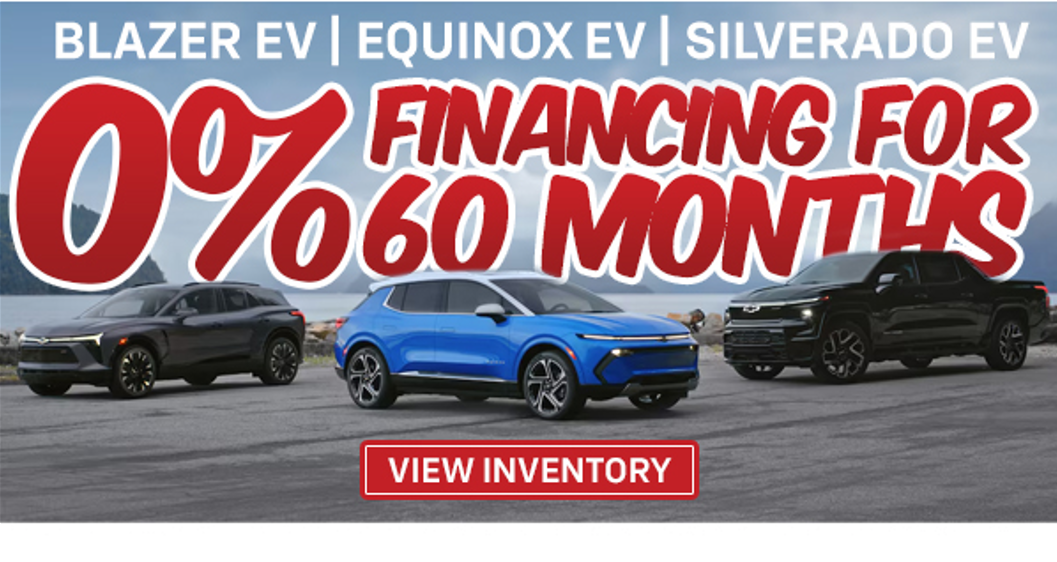 BLAZER EV | EQUINOX EV | SILVERADO EV
0% FINANCING FOR
60 MONTHS
VIEW INVENTORY